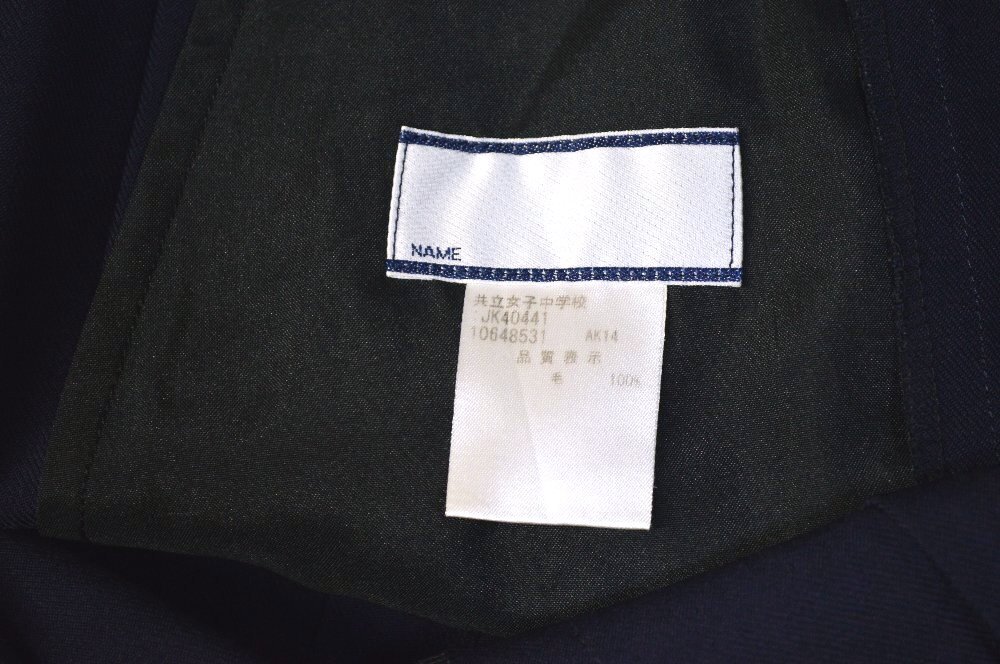 NAME
共立女子中学校
JK40441
10648531 AK14
品質表示
毛 100%